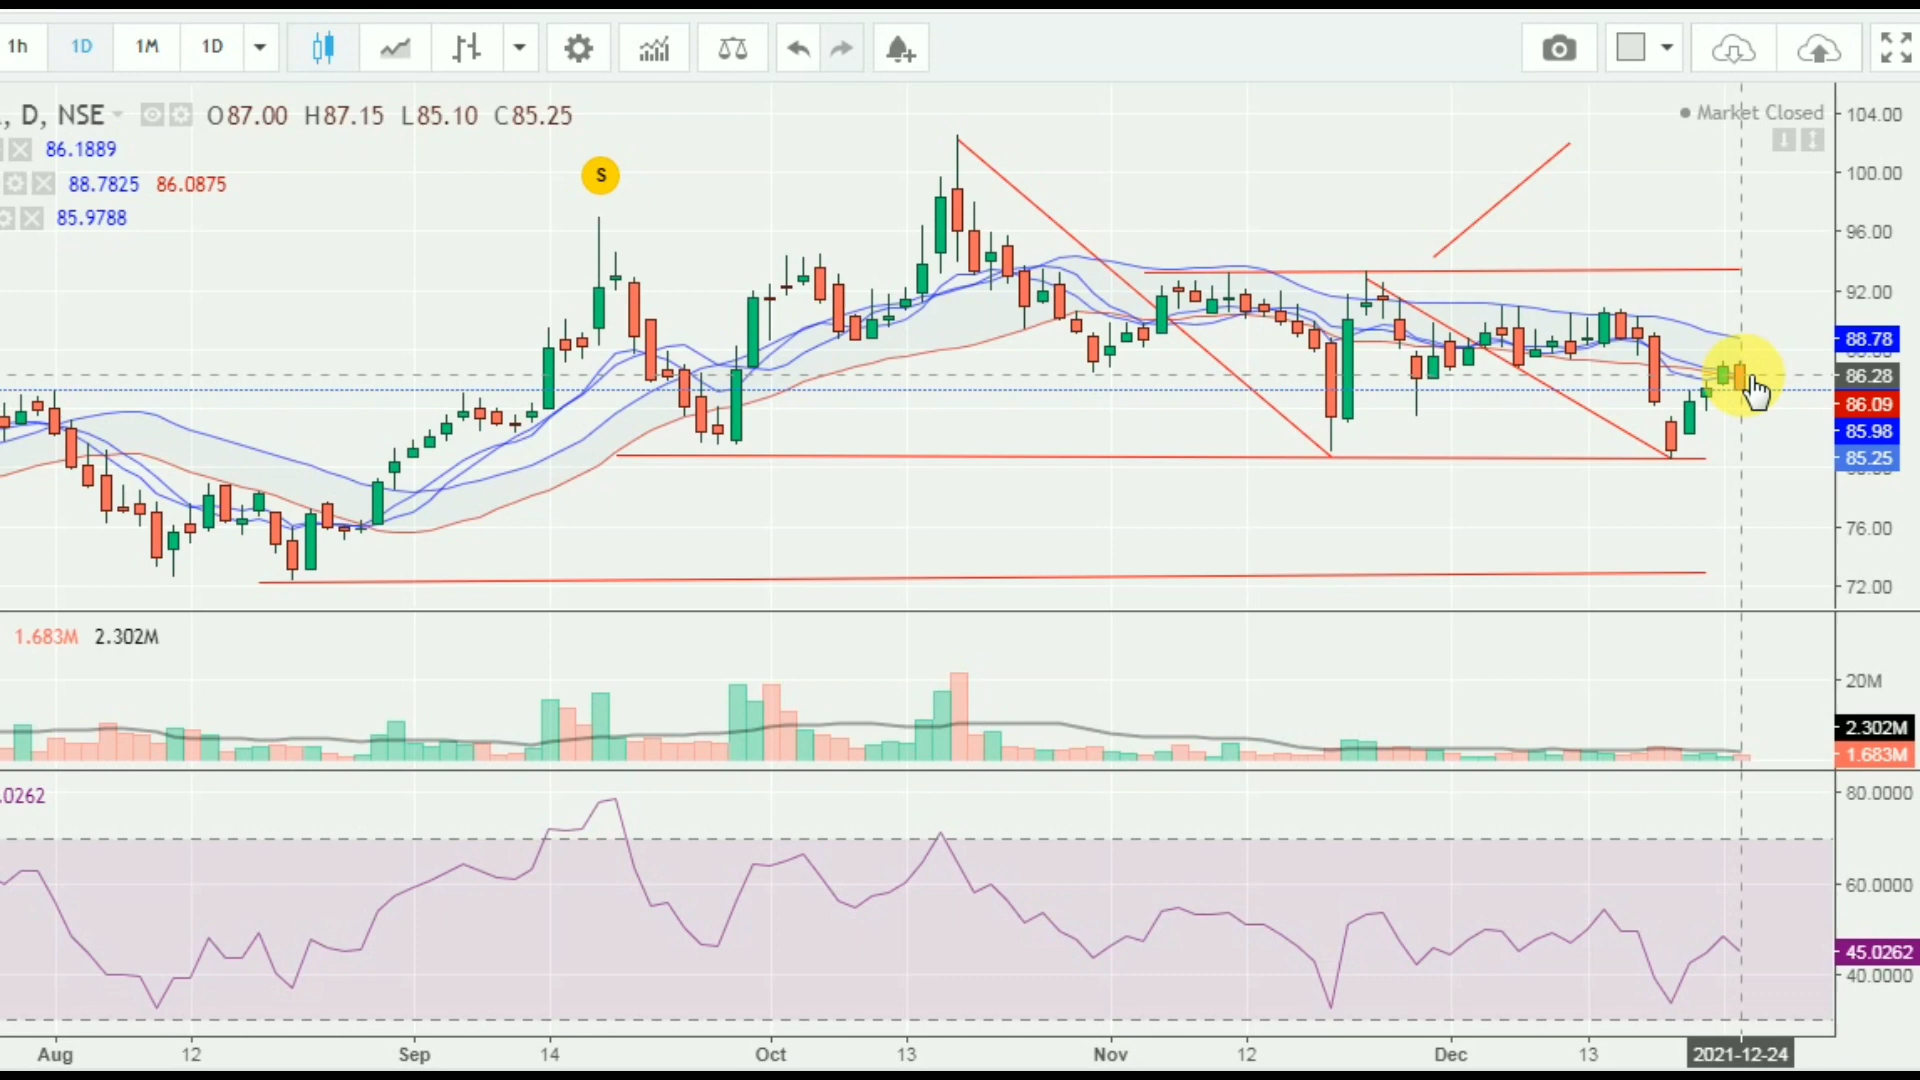 1h 1D 1M 1D
, D, NSE O87.00 H87.15 L85.10 C85.25
Market Closed
86.1889
88.7825 86.0875
85.9788
S
104.00
100.00
96.00
92.00
88.78
86.28
86.09
85.98
85.25
76.00
72.00
1.683M 2.302M
20M
2.302M
1.683M
.0262
80.0000
60.0000
45.0262
40.0000
Aug 12 Sep 14 Oct 13 Nov 12 Dec 13 2021-12-24